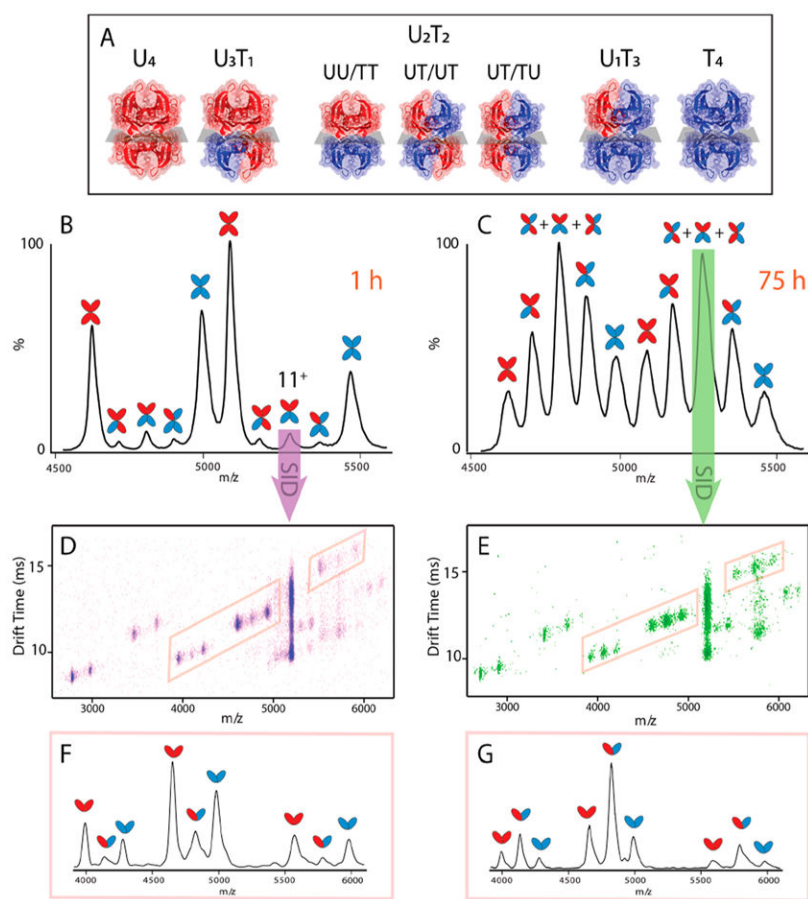 A
U₄
U₃T₁
U₂T₂
UU/TT
UT/UT
UT/TU
U₁T₃
T₄
B
100
%
0
1 h
11⁺
SID
4500
5000
5500
m/z
C
+ +
+ +
100
%
0
75 h
SID
4500
5000
5500
m/z
D
Drift Time (ms)
15
10
3000
4000
5000
6000
m/z
E
Drift Time (ms)
15
10
3000
4000
5000
6000
m/z
F
4000
4500
5000
5500
6000
m/z
G
4000
4500
5000
5500
6000
m/z